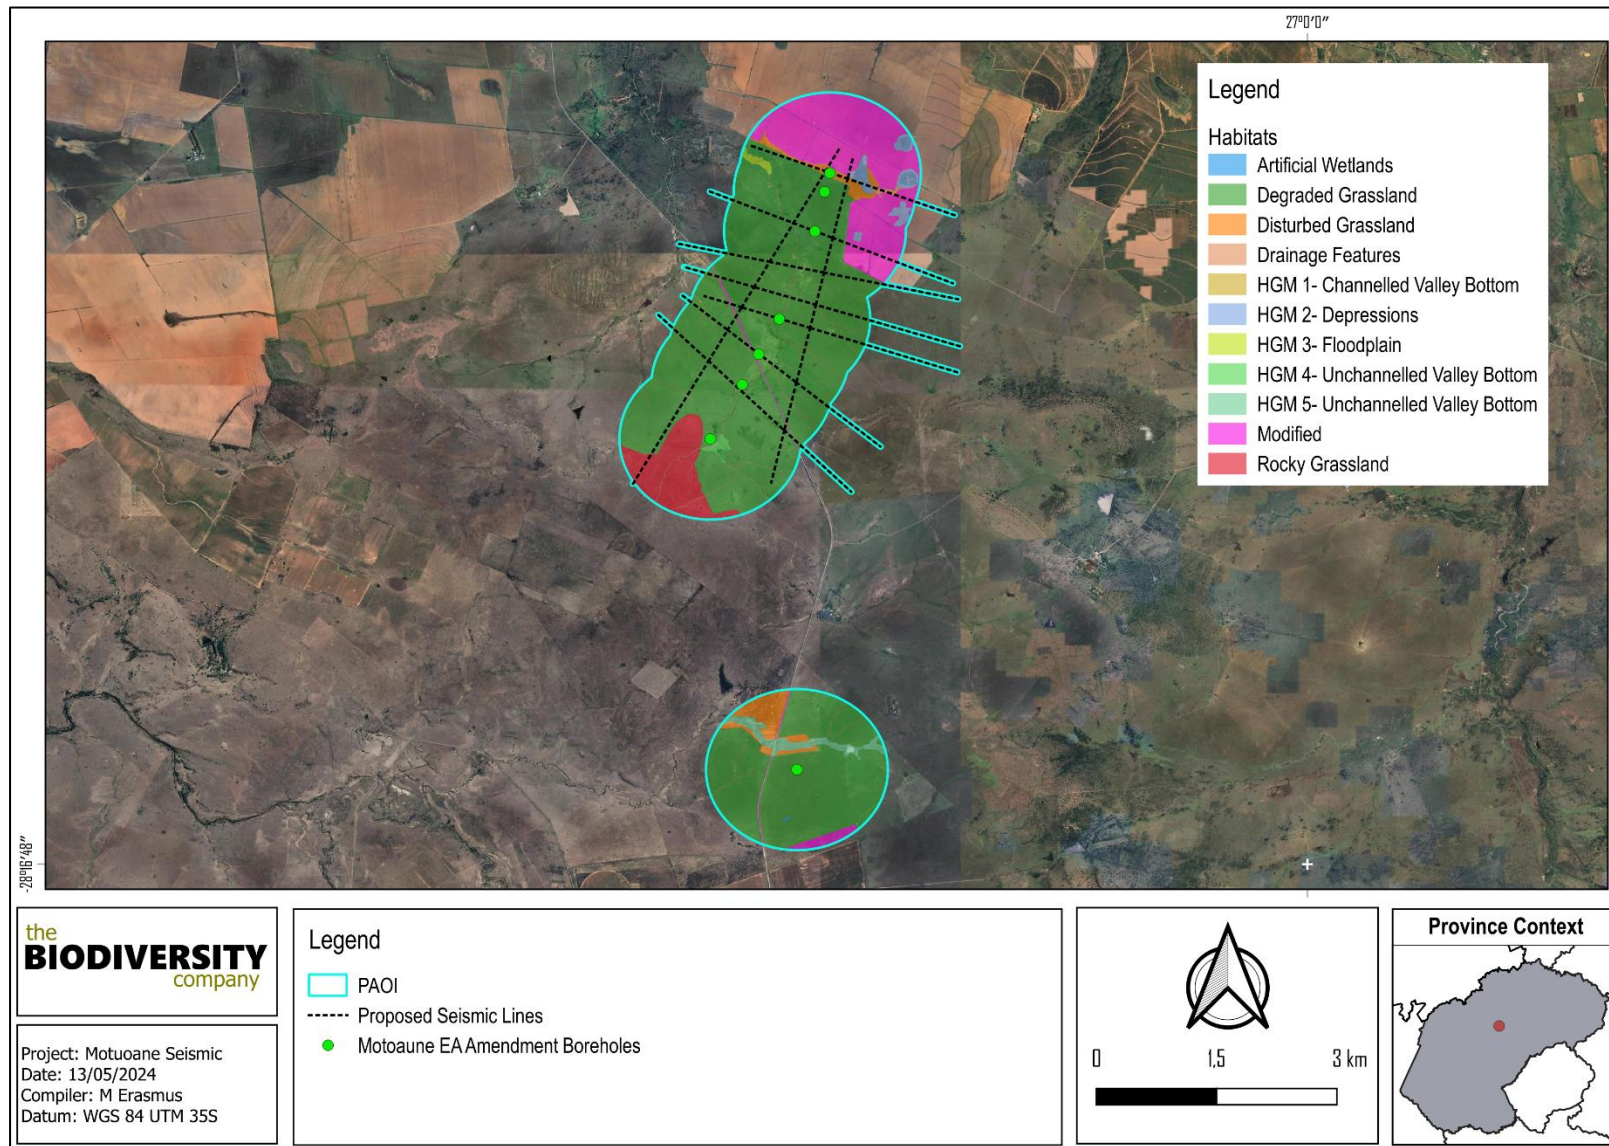 27°0'0"
Legend
Habitats
Artificial Wetlands
Degraded Grassland
Disturbed Grassland
Drainage Features
HGM 1- Channelled Valley Bottom
HGM 2- Depressions
HGM 3- Floodplain
HGM 4- Unchannelled Valley Bottom
HGM 5- Unchannelled Valley Bottom
Modified
Rocky Grassland
-28°16'48"
the
BIODIVERSITY
company
Project: Motuoane Seismic
Date: 13/05/2024
Compiler: M Erasmus
Datum: WGS 84 UTM 35S
Legend
PAOI
Proposed Seismic Lines
Motoaune EA Amendment Boreholes
0 1,5 3 km
Province Context